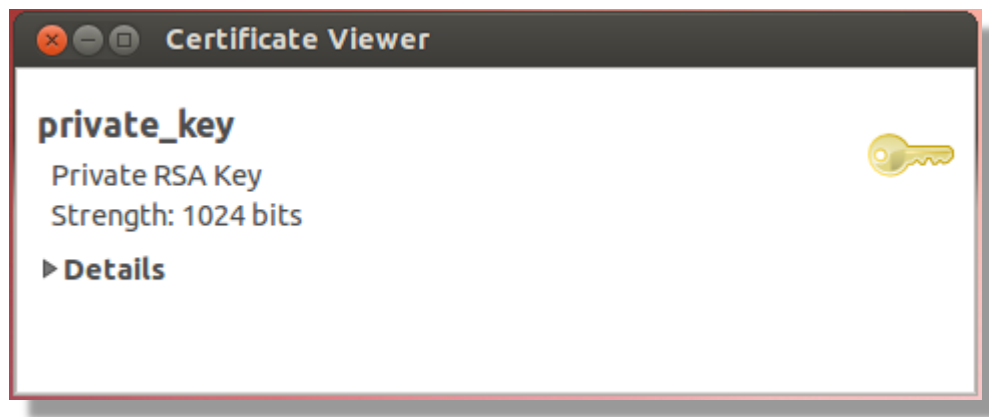 Certificate Viewer
private_key
Private RSA Key
Strength: 1024 bits
Details